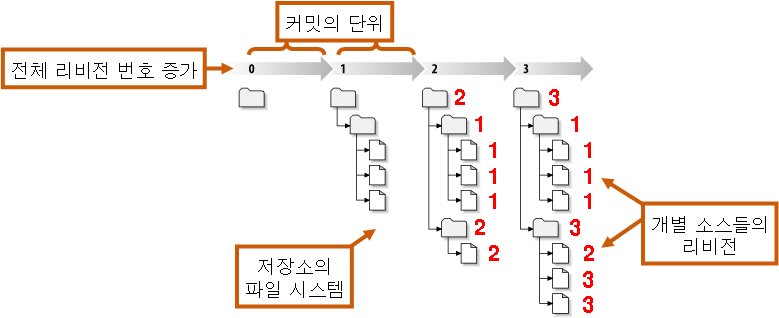 커밋의 단위
전체 리비전 번호 증가
0 1 2 3
2 3
1 1
1 1
1 1
1 1
2 3
2 2
3
3
개별 소스들의
리비전
저장소의
파일 시스템